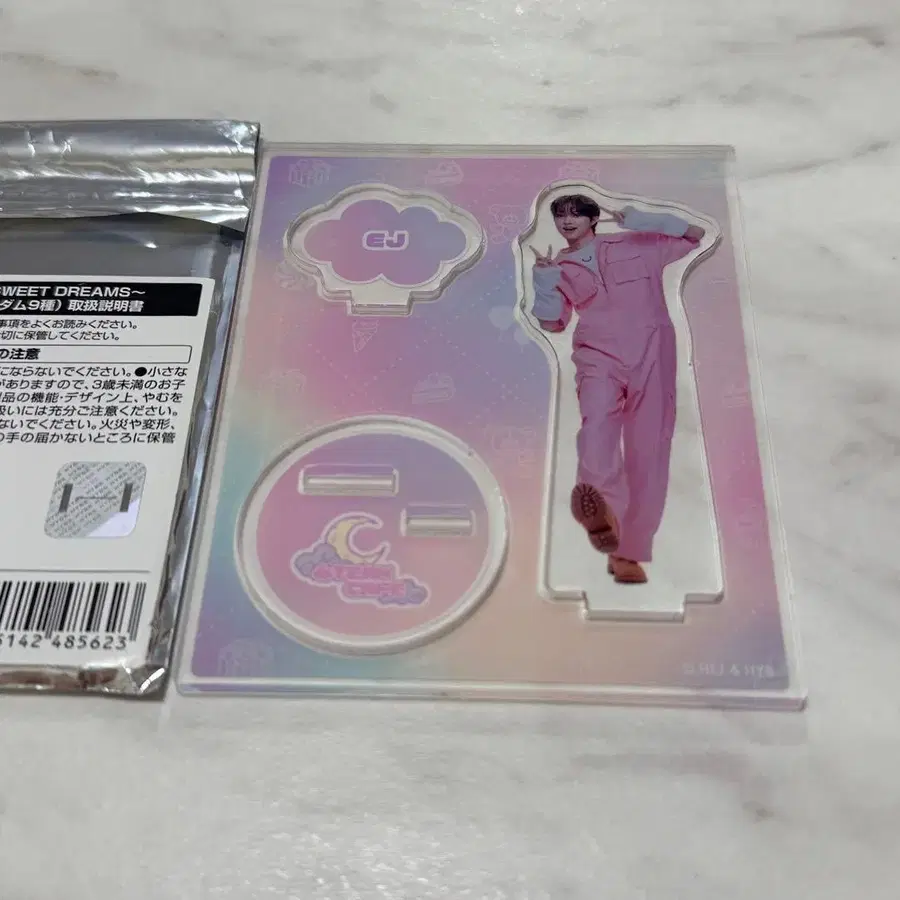 SWEET DREAMS～
ダム9種) 取扱説明書
事項をよくお読みください。
切に保管してください。
の注意
にならないでください。●小さな
がありますので、3歳未満のお子
品の機能・デザイン上、やむを
扱いには充分ご注意ください。
ないでください。火災や変形、
の手の届かないところに保管
142 485623
EJ
&TEAM
© HLJ & HYB